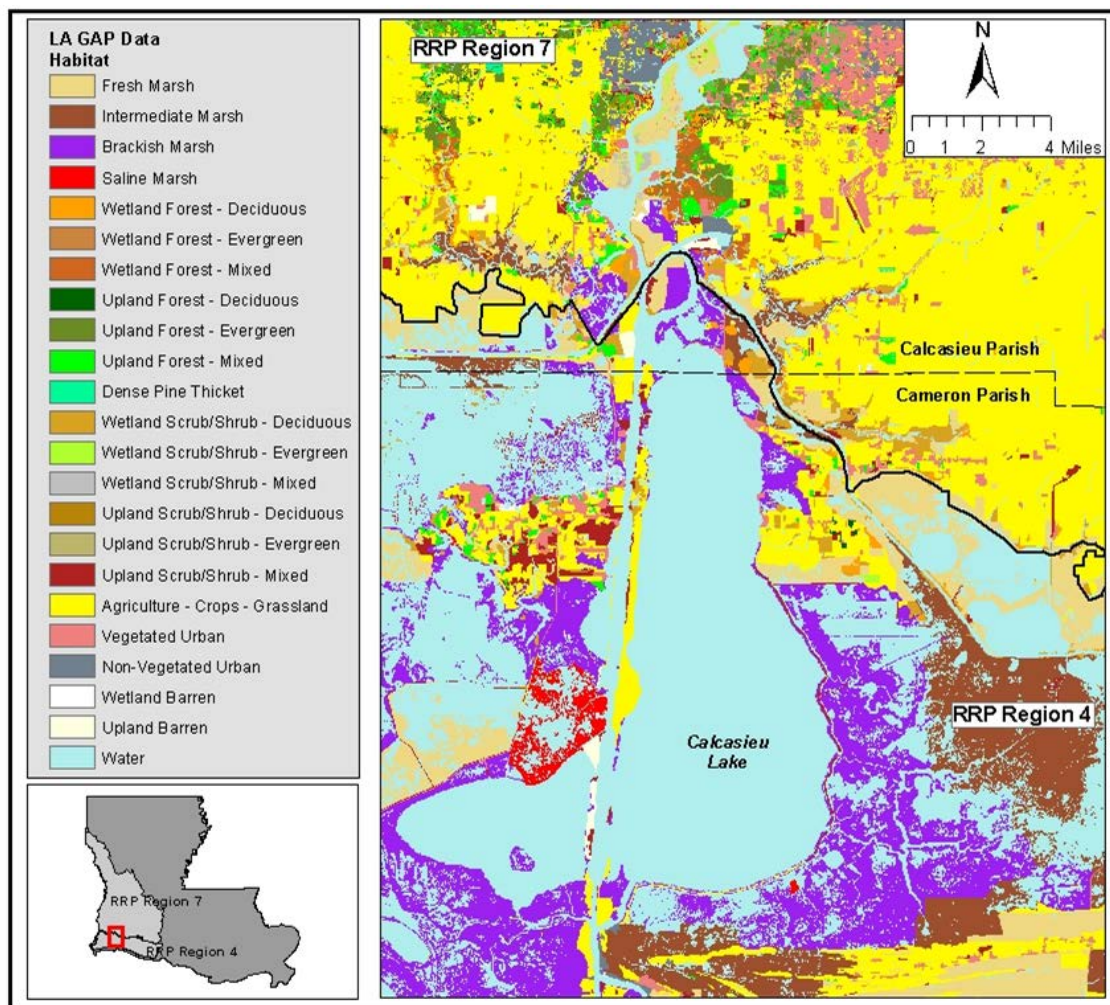 LA GAP Data
Habitat
Fresh Marsh
Intermediate Marsh
Brackish Marsh
Saline Marsh
Wetland Forest - Deciduous
Wetland Forest - Evergreen
Wetland Forest - Mixed
Upland Forest - Deciduous
Upland Forest - Evergreen
Upland Forest - Mixed
Dense Pine Thicket
Wetland Scrub/Shrub - Deciduous
Wetland Scrub/Shrub - Evergreen
Wetland Scrub/Shrub - Mixed
Upland Scrub/Shrub - Deciduous
Upland Scrub/Shrub - Evergreen
Upland Scrub/Shrub - Mixed
Agriculture - Crops - Grassland
Vegetated Urban
Non-Vegetated Urban
Wetland Barren
Upland Barren
Water
RRP Region 7
RRP Region 4
RRP Region 7
N
0 1 2 4 Miles
Calcasieu Parish
Cameron Parish
RRP Region 4
Calcasieu
Lake